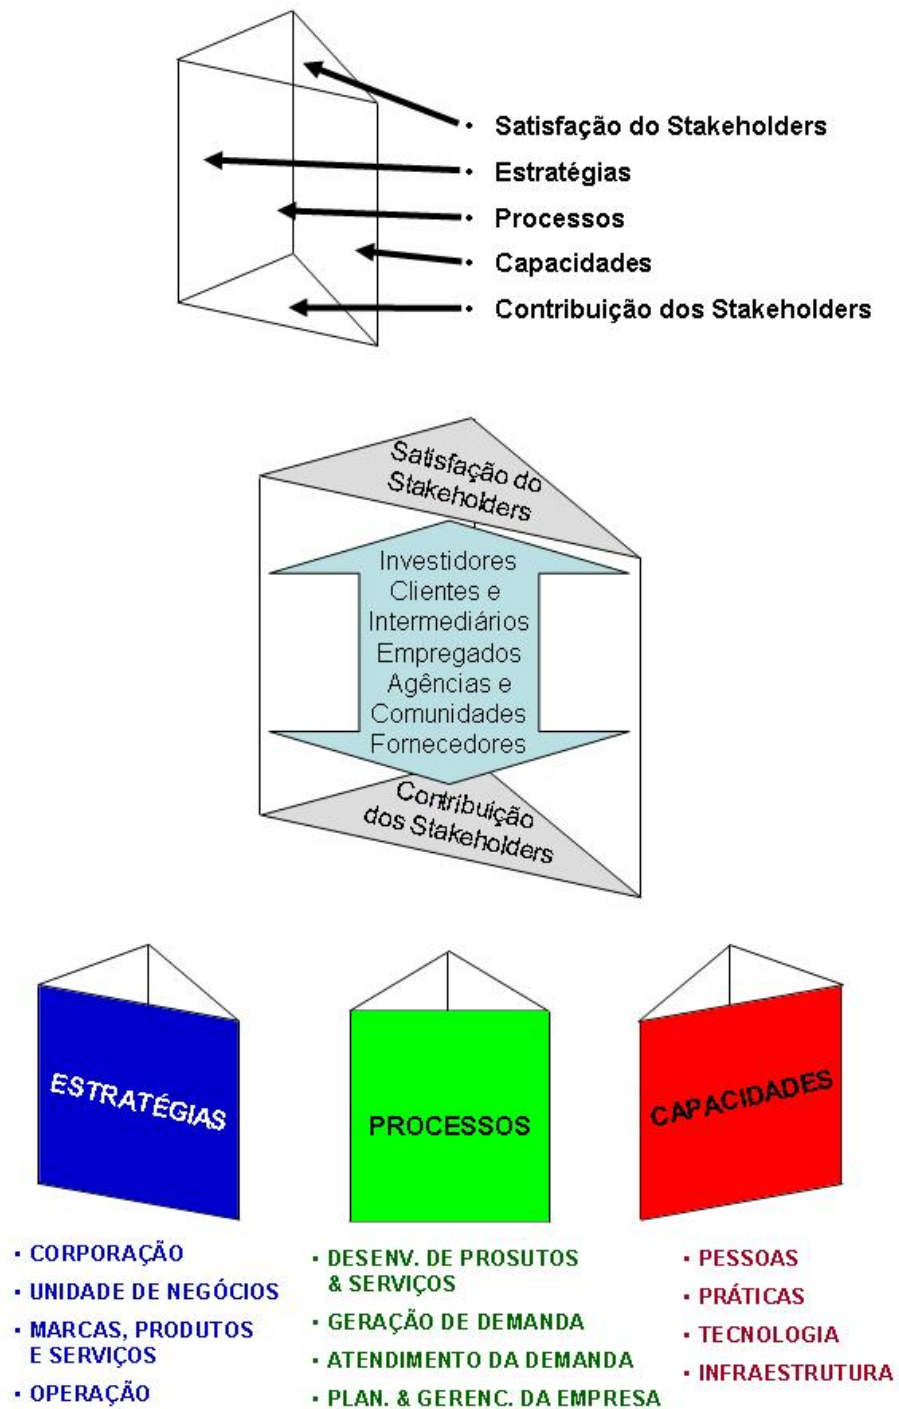 • Satisfação do Stakeholders
• Estratégias
• Processos
• Capacidades
• Contribuição dos Stakeholders
Satisfação do
Stakeholders
Investidores
Clientes e
Intermediários
Empregados
Agências e
Comunidades
Fornecedores
Contribuição
dos Stakeholders
ESTRATÉGIAS
PROCESSOS
CAPACIDADES
• CORPORAÇÃO
• UNIDADE DE NEGÓCIOS
• MARCAS, PRODUTOS
E SERVIÇOS
• OPERAÇÃO
• DESENV. DE PROSUTOS
& SERVIÇOS
• GERAÇÃO DE DEMANDA
• ATENDIMENTO DA DEMANDA
• PLAN. & GERENC. DA EMPRESA
• PESSOAS
• PRÁTICAS
• TECNOLOGIA
• INFRAESTRUTURA